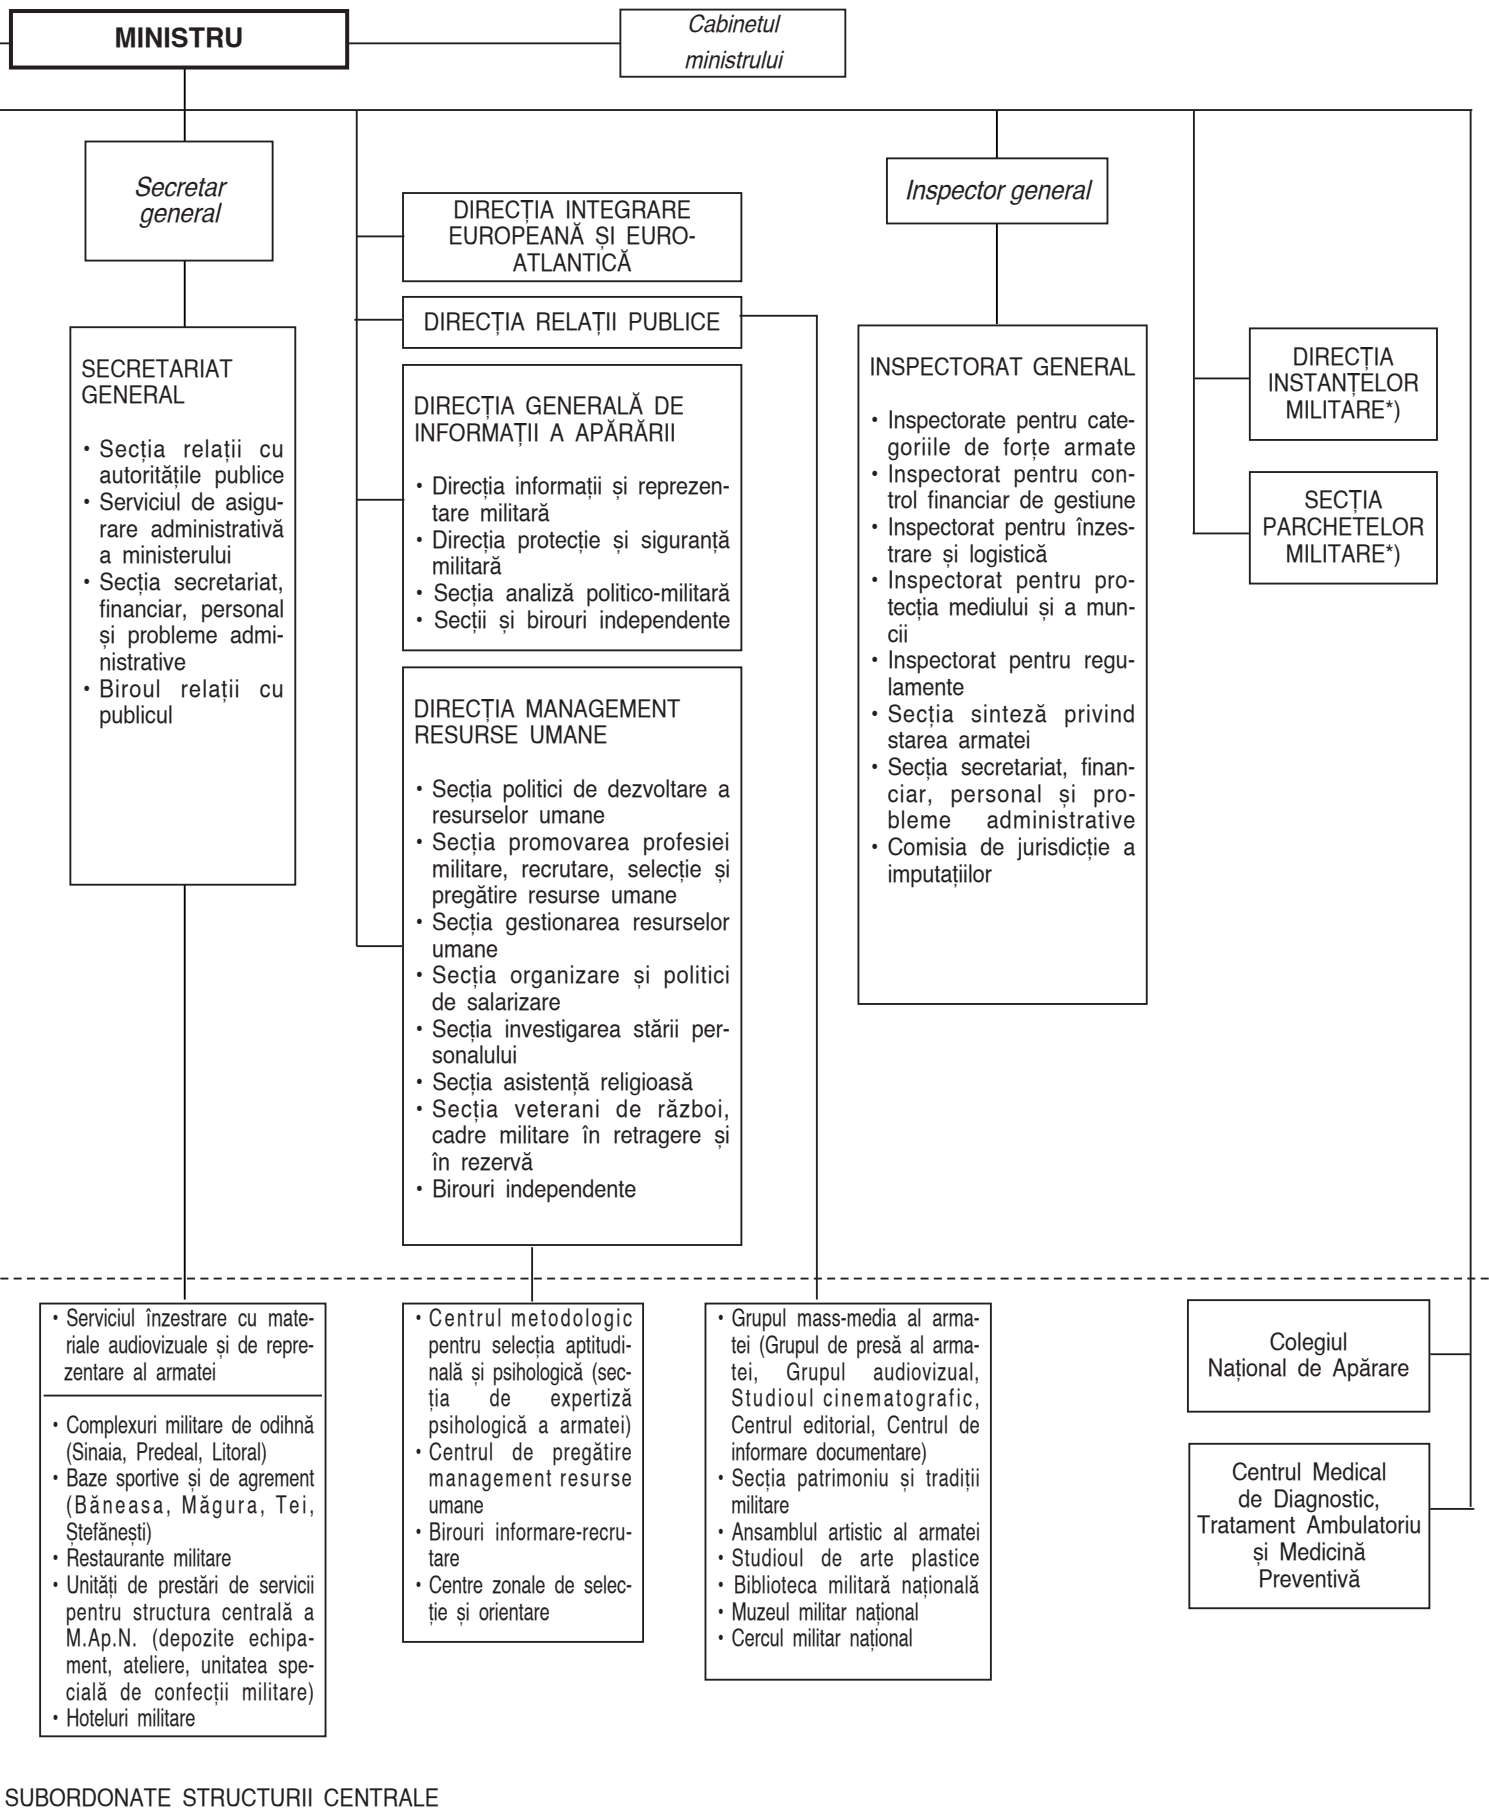 MINISTRU
Cabinetul
ministrului
Secretar
general
SECRETARIAT
GENERAL
• Secția relații cu
autoritățile publice
• Serviciul de asigu-
rare administrativă
a ministerului
• Secția secretariat,
financiar, personal
și probleme admi-
nistrative
• Biroul relații cu
publicul
DIRECȚIA INTEGRARE
EUROPEANĂ ȘI EURO-
ATLANTICĂ
DIRECȚIA RELAȚII PUBLICE
DIRECȚIA GENERALĂ DE
INFORMAȚII A APĂRĂRII
• Direcția informații și reprezen-
tare militară
• Direcția protecție și siguranță
militară
• Secția analiză politico-militară
• Secții și birouri independente
DIRECȚIA MANAGEMENT
RESURSE UMANE
• Secția politici de dezvoltare a
resurselor umane
• Secția promovarea profesiei
militare, recrutare, selecție și
pregătire resurse umane
• Secția gestionarea resurselor
umane
• Secția organizare și politici
de salarizare
• Secția investigarea stării per-
sonalului
• Secția asistență religioasă
• Secția veterani de război,
cadre militare în retragere și
în rezervă
• Birouri independente
Inspector general
INSPECTORAT GENERAL
• Inspectorate pentru cate-
goriile de forțe armate
• Inspectorat pentru con-
trol financiar de gestiune
• Inspectorat pentru înzes-
trare și logistică
• Inspectorat pentru pro-
tecția mediului și a mun-
cii
• Inspectorat pentru regu-
lamente
• Secția sinteză privind
starea armatei
• Secția secretariat, finan-
ciar, personal și pro-
bleme administrative
• Comisia de jurisdicție a
imputațiilor
DIRECȚIA
INSTANȚELOR
MILITARE*)
SECȚIA
PARCHETELOR
MILITARE*)
• Serviciul înzestrare cu mate-
riale audiovizuale și de repre-
zentare al armatei
• Complexuri militare de odihnă
(Sinaia, Predeal, Litoral)
• Baze sportive și de agrement
(Băneasa, Măgura, Tei,
Ștefănești)
• Restaurante militare
• Unități de prestări de servicii
pentru structura centrală a
M.Ap.N. (depozite echipa-
ment, ateliere, unitatea spe-
cială de confecții militare)
• Hoteluri militare
• Centrul metodologic
pentru selecția aptitudi-
nală și psihologică (sec-
ția de expertiză
psihologică a armatei)
• Centrul de pregătire
management resurse
umane
• Birouri informare-recru-
tare
• Centre zonale de selec-
ție și orientare
• Grupul mass-media al arma-
tei (Grupul de presă al arma-
tei, Grupul audiovizual,
Studioul cinematografic,
Centrul editorial, Centrul de
informare documentare)
• Secția patrimoniu și tradiții
militare
• Ansamblul artistic al armatei
• Studioul de arte plastice
• Biblioteca militară națională
• Muzeul militar național
• Cercul militar național
Colegiul
Național de Apărare
Centrul Medical
de Diagnostic,
Tratament Ambulatoriu
și Medicină
Preventivă
SUBORDONATE STRUCTURII CENTRALE